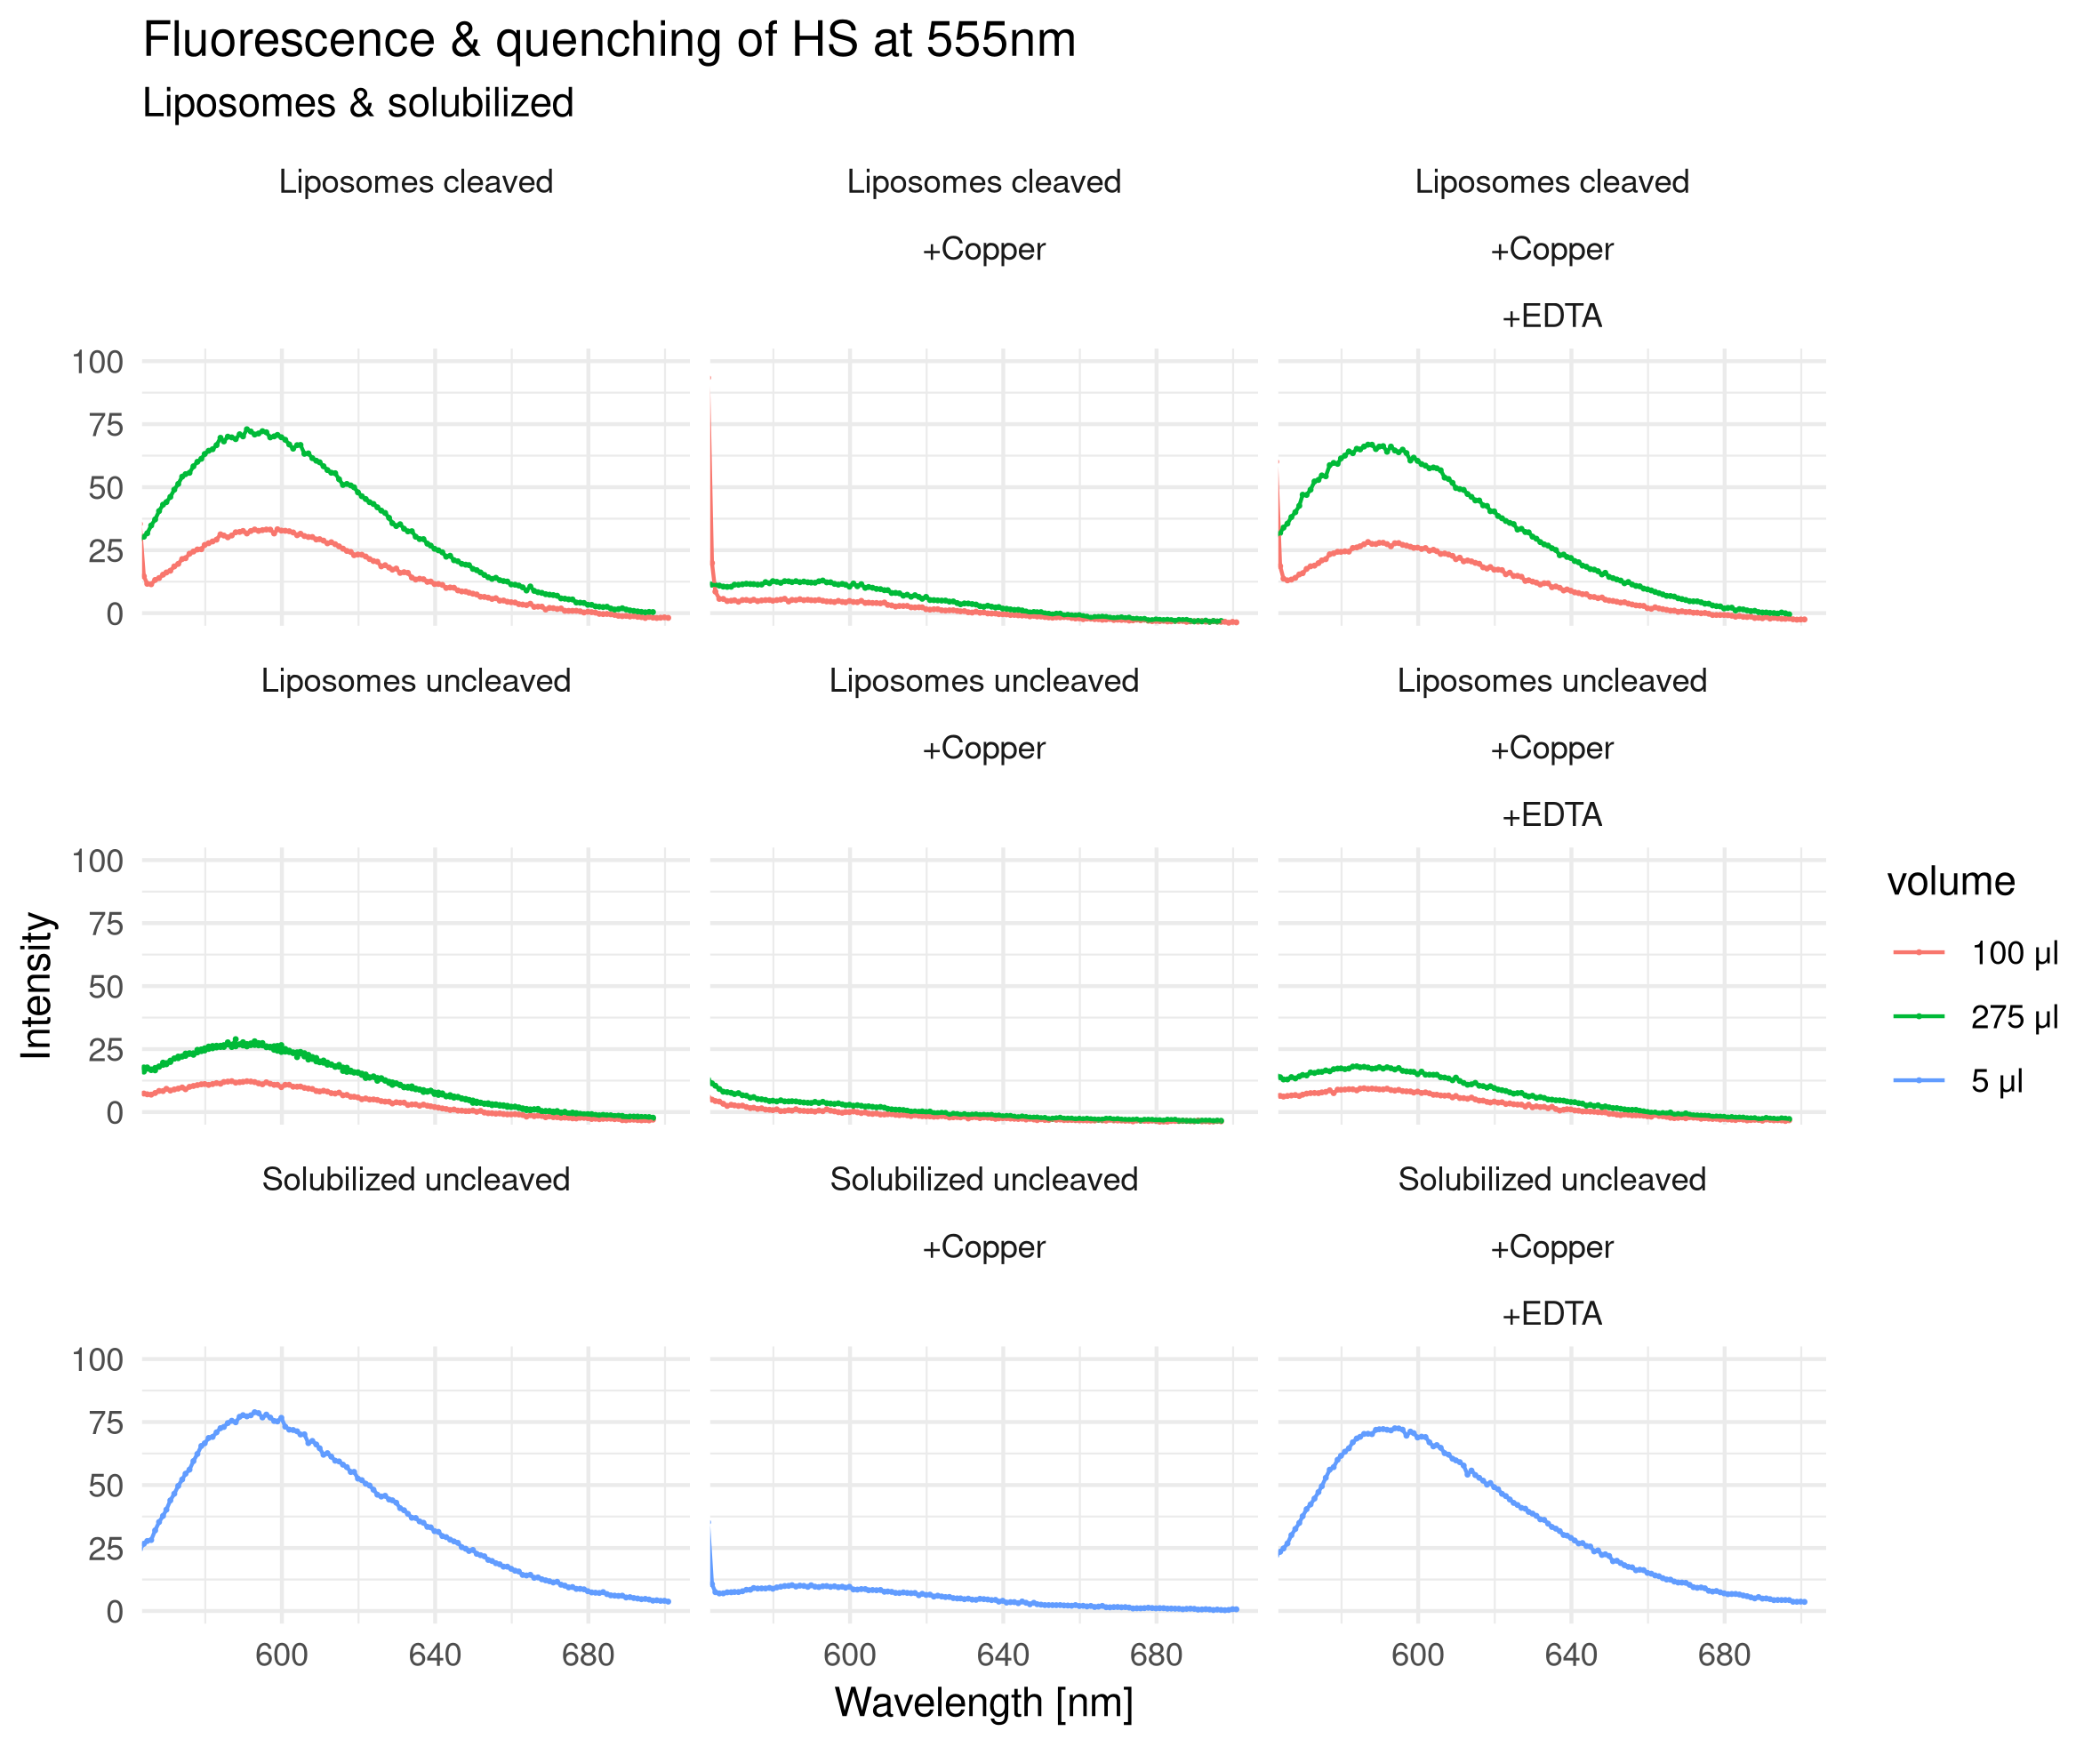 Fluorescence & quenching of HS at 555nm
Liposomes & solubilized
Liposomes cleaved
Liposomes cleaved
+Copper
Liposomes cleaved
+Copper
+EDTA
100
75
50
25
0
Liposomes uncleaved
Liposomes uncleaved
+Copper
Liposomes uncleaved
+Copper
+EDTA
100
75
50
25
0
Solubilized uncleaved
Solubilized uncleaved
+Copper
Solubilized uncleaved
+Copper
+EDTA
100
75
50
25
0
600 640 680
600 640 680
600 640 680
Wavelength [nm]
Intensity
volume
100 µl
275 µl
5 µl